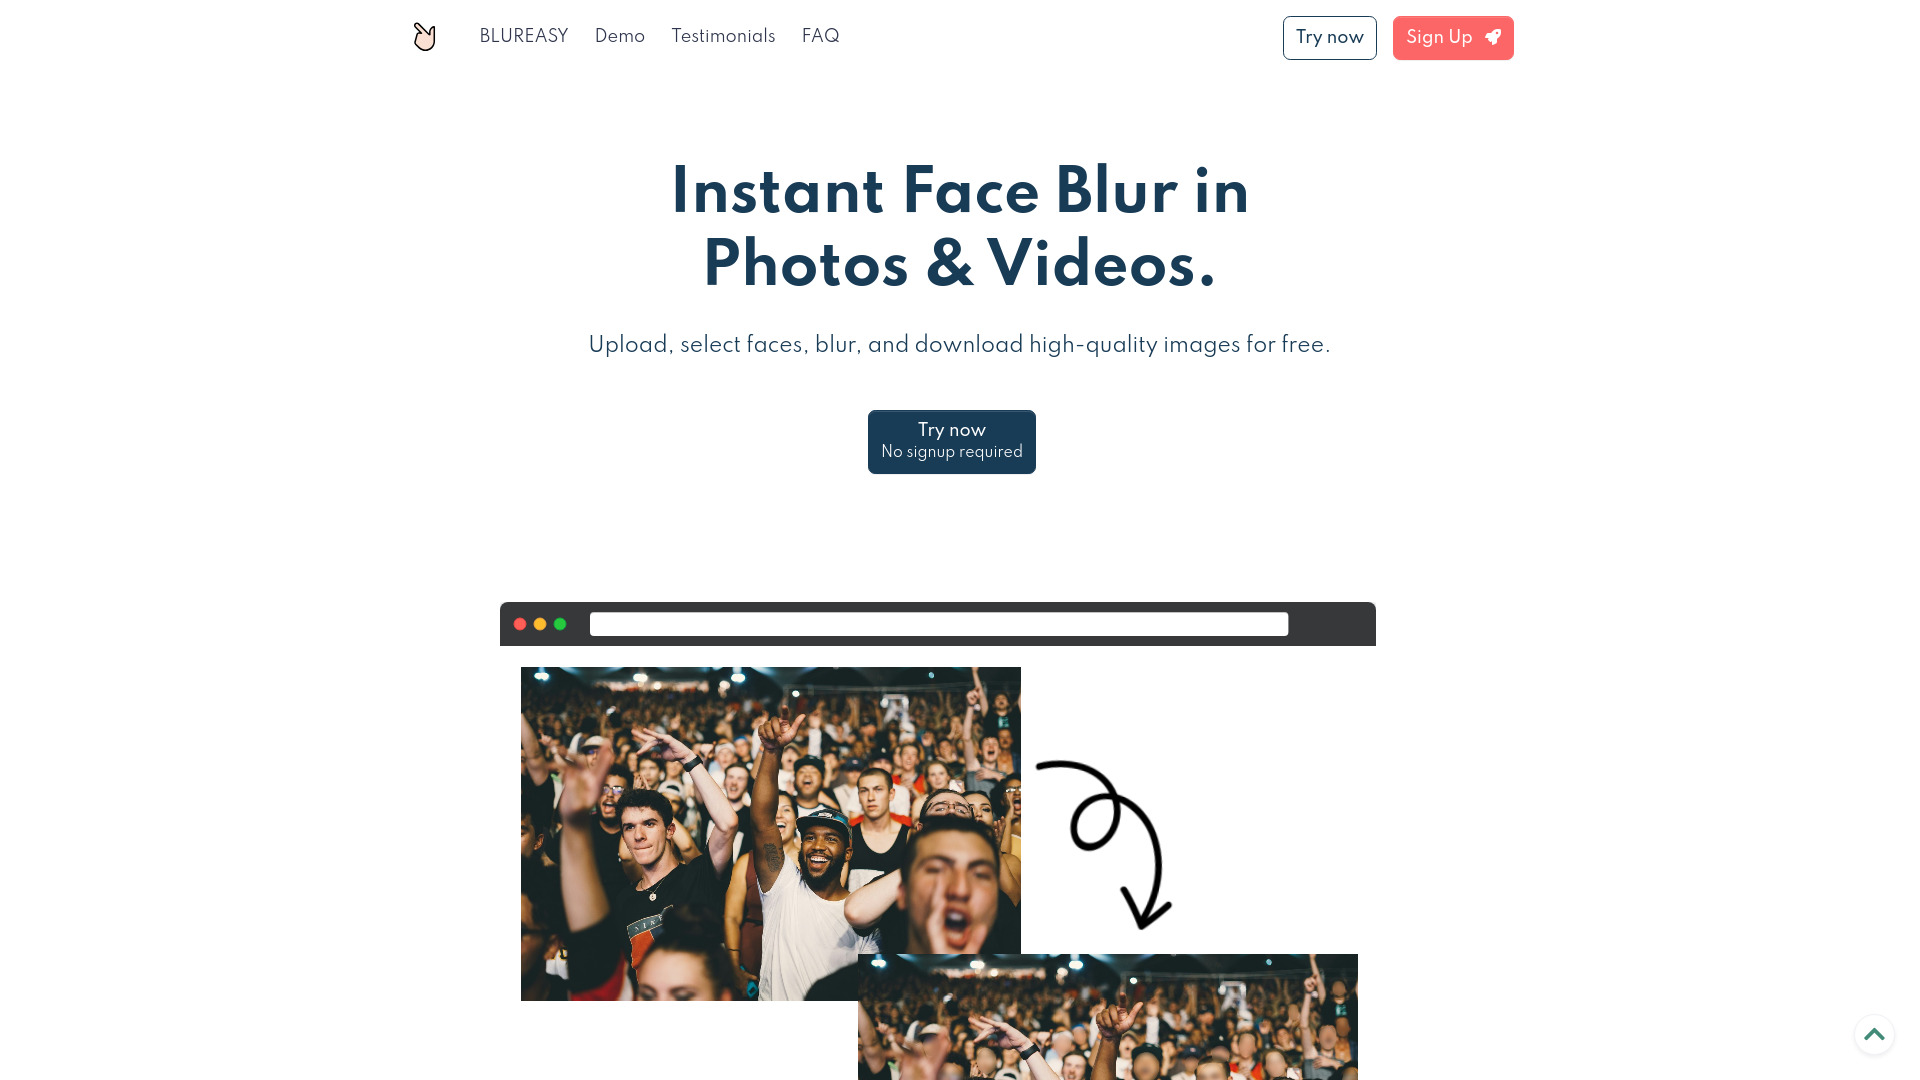 BLUREASY
Demo
Testimonials
FAQ
Try now
Sign Up
Instant Face Blur in
Photos & Videos.
Upload, select faces, blur, and download high-quality images for free.
Try now
No signup required